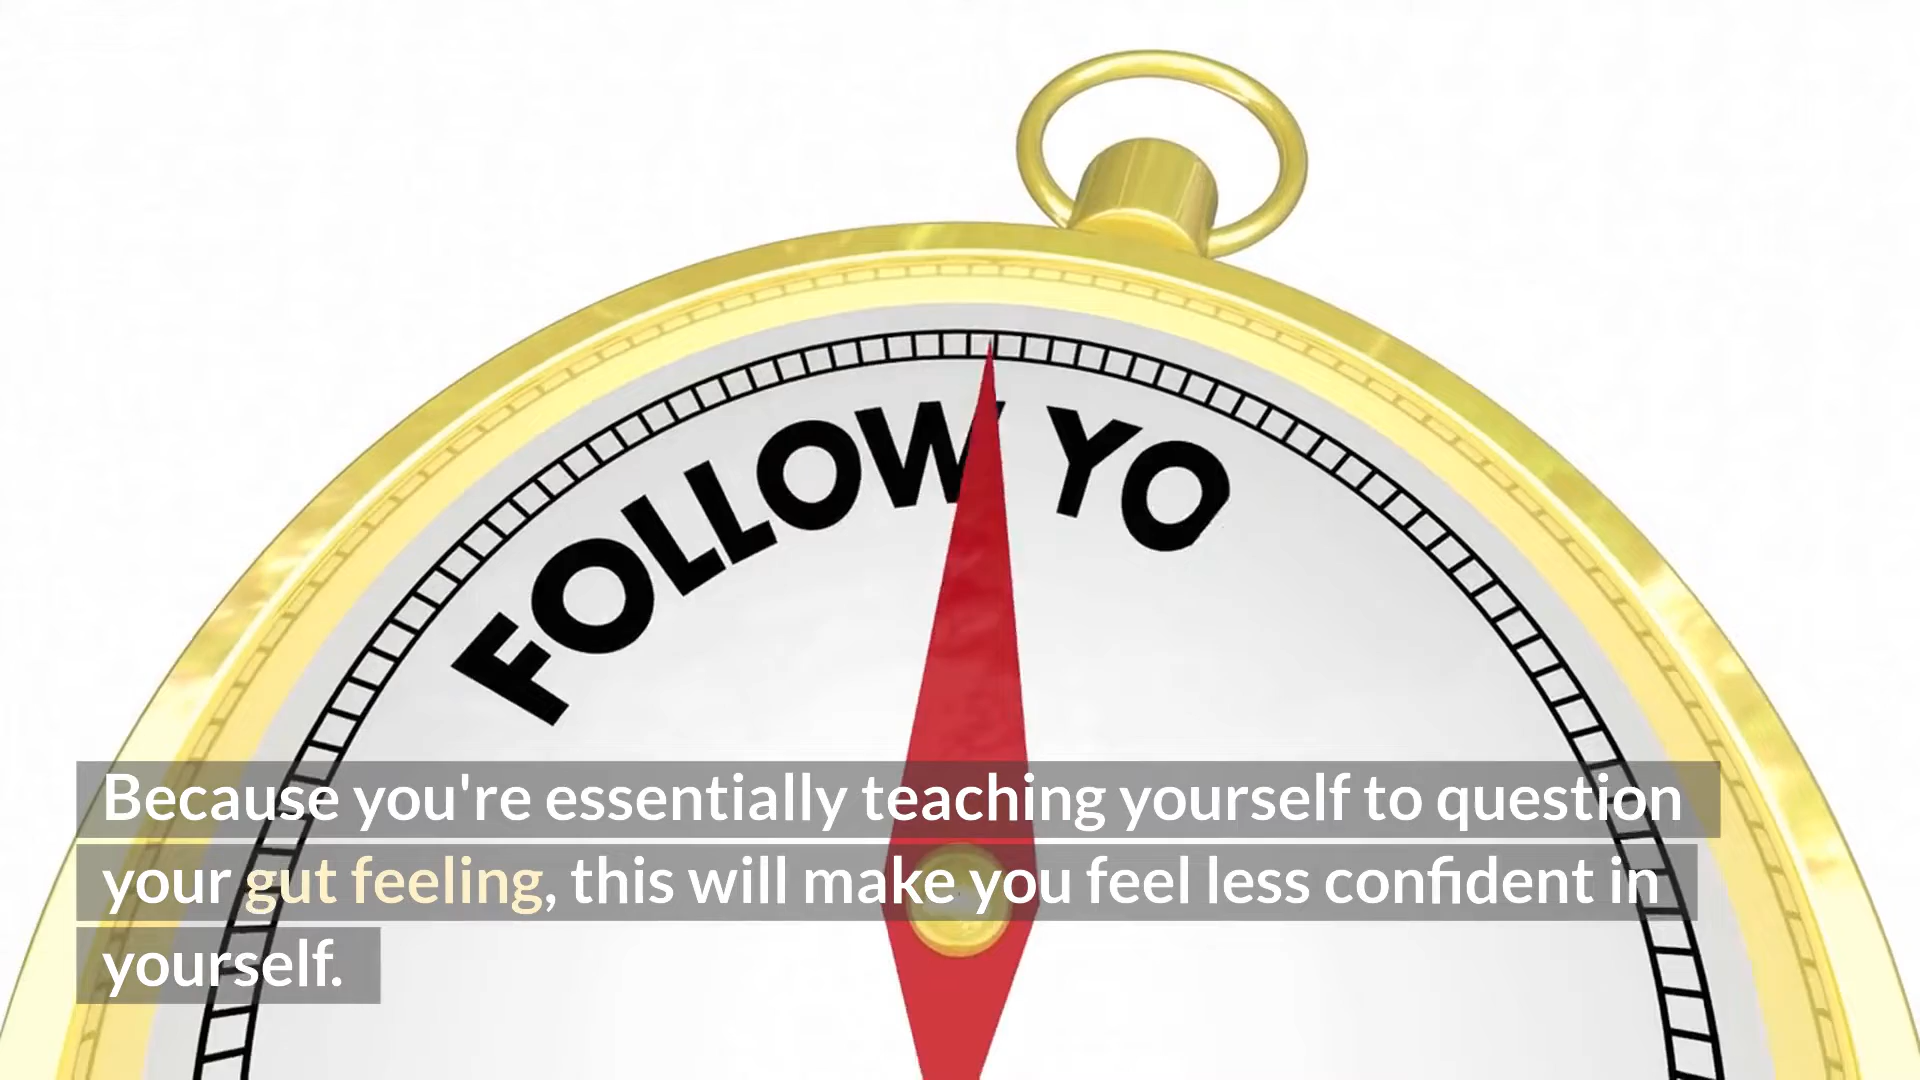 FOLLOW YO
Because you're essentially teaching yourself to question
your gut feeling, this will make you feel less confident in
yourself.